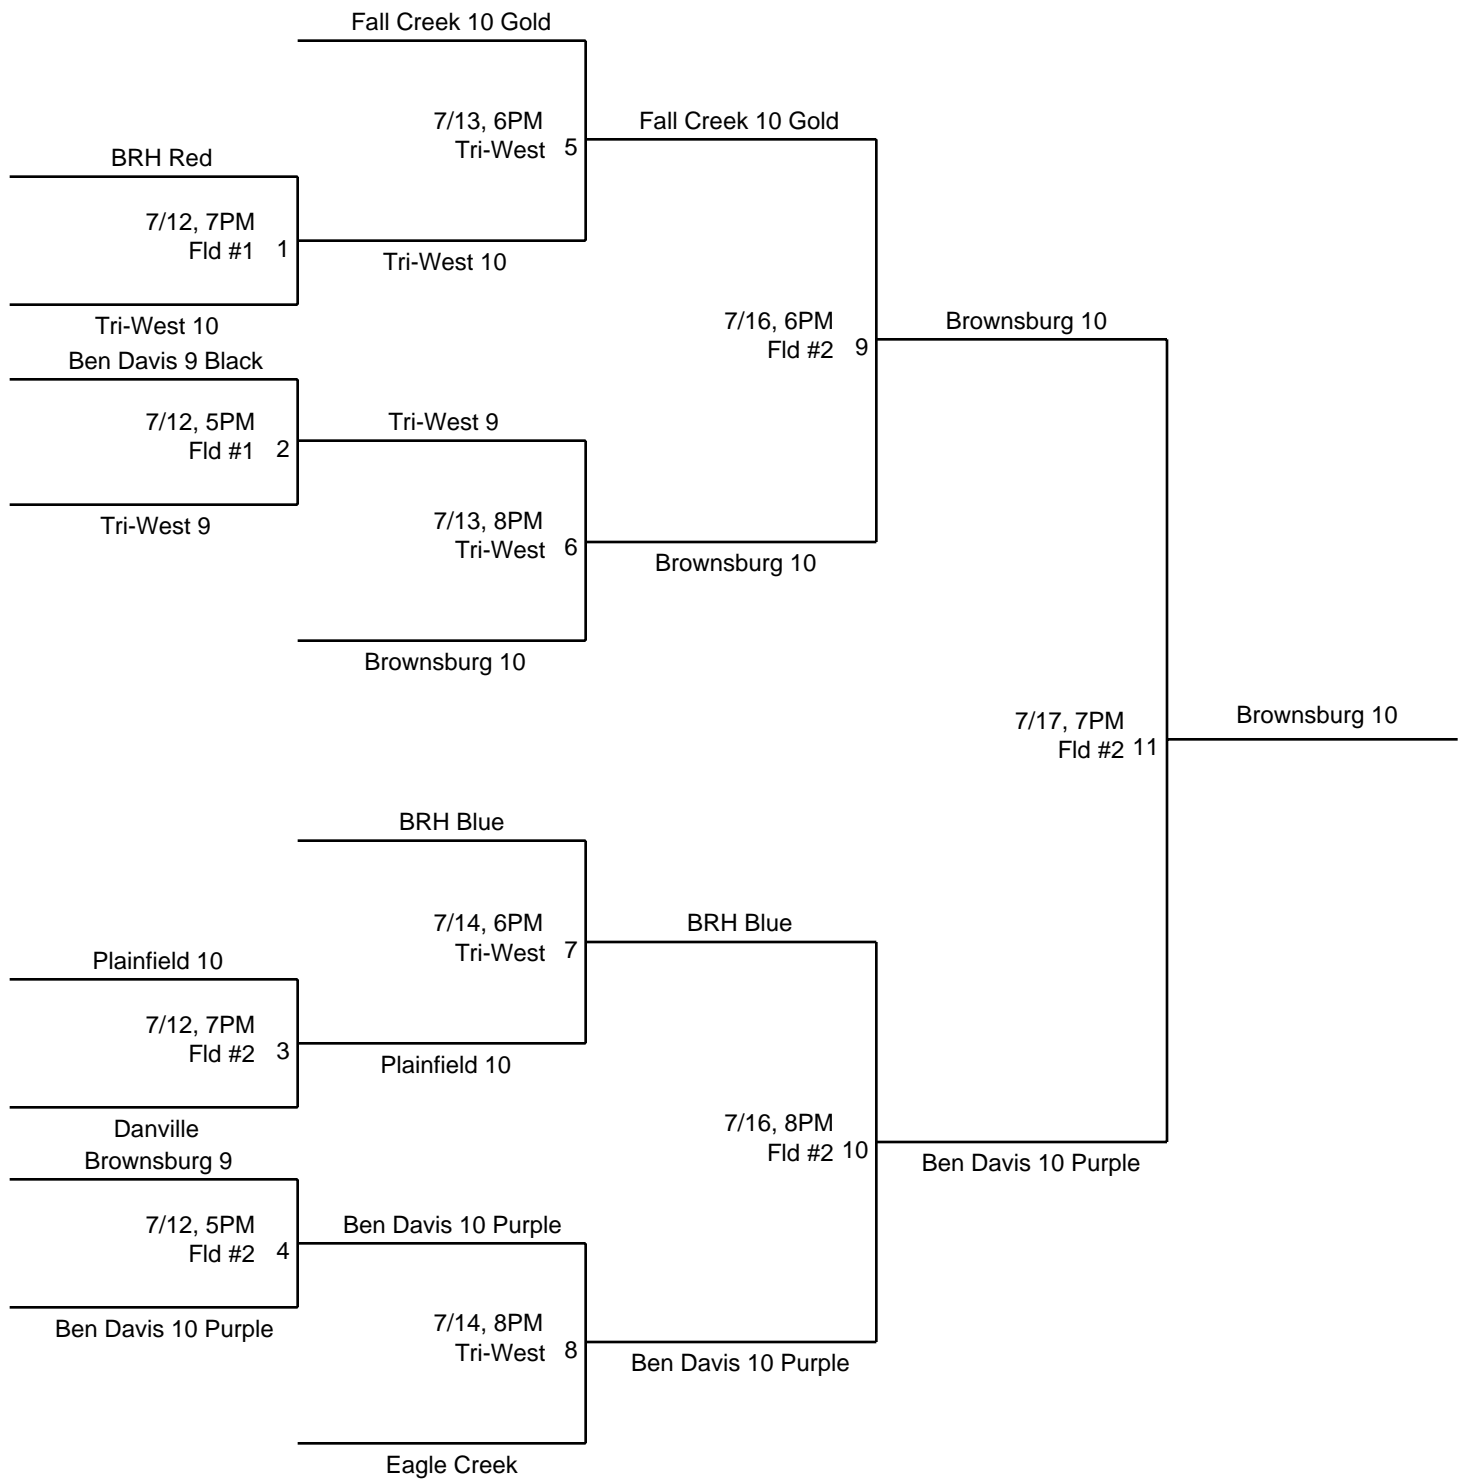 Fall Creek 10 Gold
7/13, 6PM
Tri-West 5
Fall Creek 10 Gold
BRH Red
7/12, 7PM
Fld #1 1
Tri-West 10
Tri-West 10
Ben Davis 9 Black
7/12, 5PM
Fld #1 2
Tri-West 9
Tri-West 9
7/13, 8PM
Tri-West 6
Brownsburg 10
Brownsburg 10
7/16, 6PM
Fld #2 9
Brownsburg 10
7/17, 7PM
Fld #2 11
Brownsburg 10
BRH Blue
7/14, 6PM
Tri-West 7
BRH Blue
Plainfield 10
7/12, 7PM
Fld #2 3
Plainfield 10
Danville
Brownsburg 9
7/12, 5PM
Fld #2 4
Ben Davis 10 Purple
Ben Davis 10 Purple
7/14, 8PM
Tri-West 8
Ben Davis 10 Purple
Eagle Creek
7/16, 8PM
Fld #2 10
Ben Davis 10 Purple